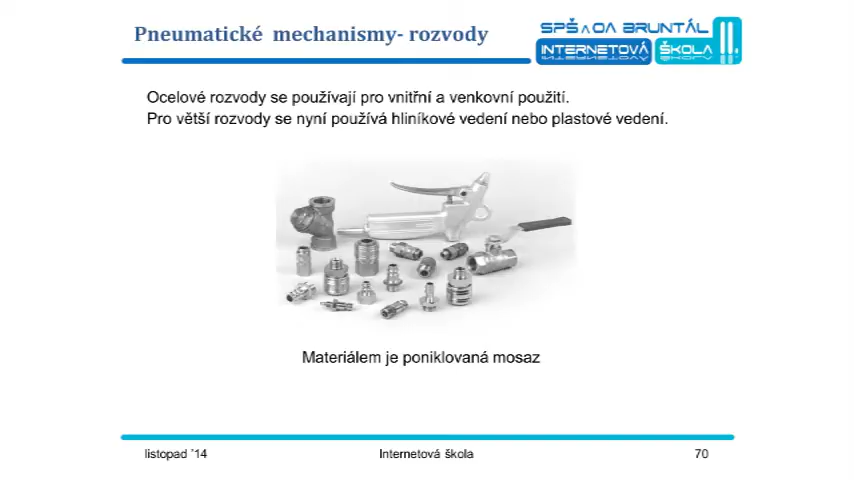 Pneumatické mechanismy- rozvody
SPŠ A OA BRUNTÁL
INTERNETOVÁ ŠKOLA II.
Ocelové rozvody se používají pro vnitřní a venkovní použití.
Pro větší rozvody se nyní používá hliníkové vedení nebo plastové vedení.
Materiálem je poniklovaná mosaz
listopad ’14 Internetová škola 70